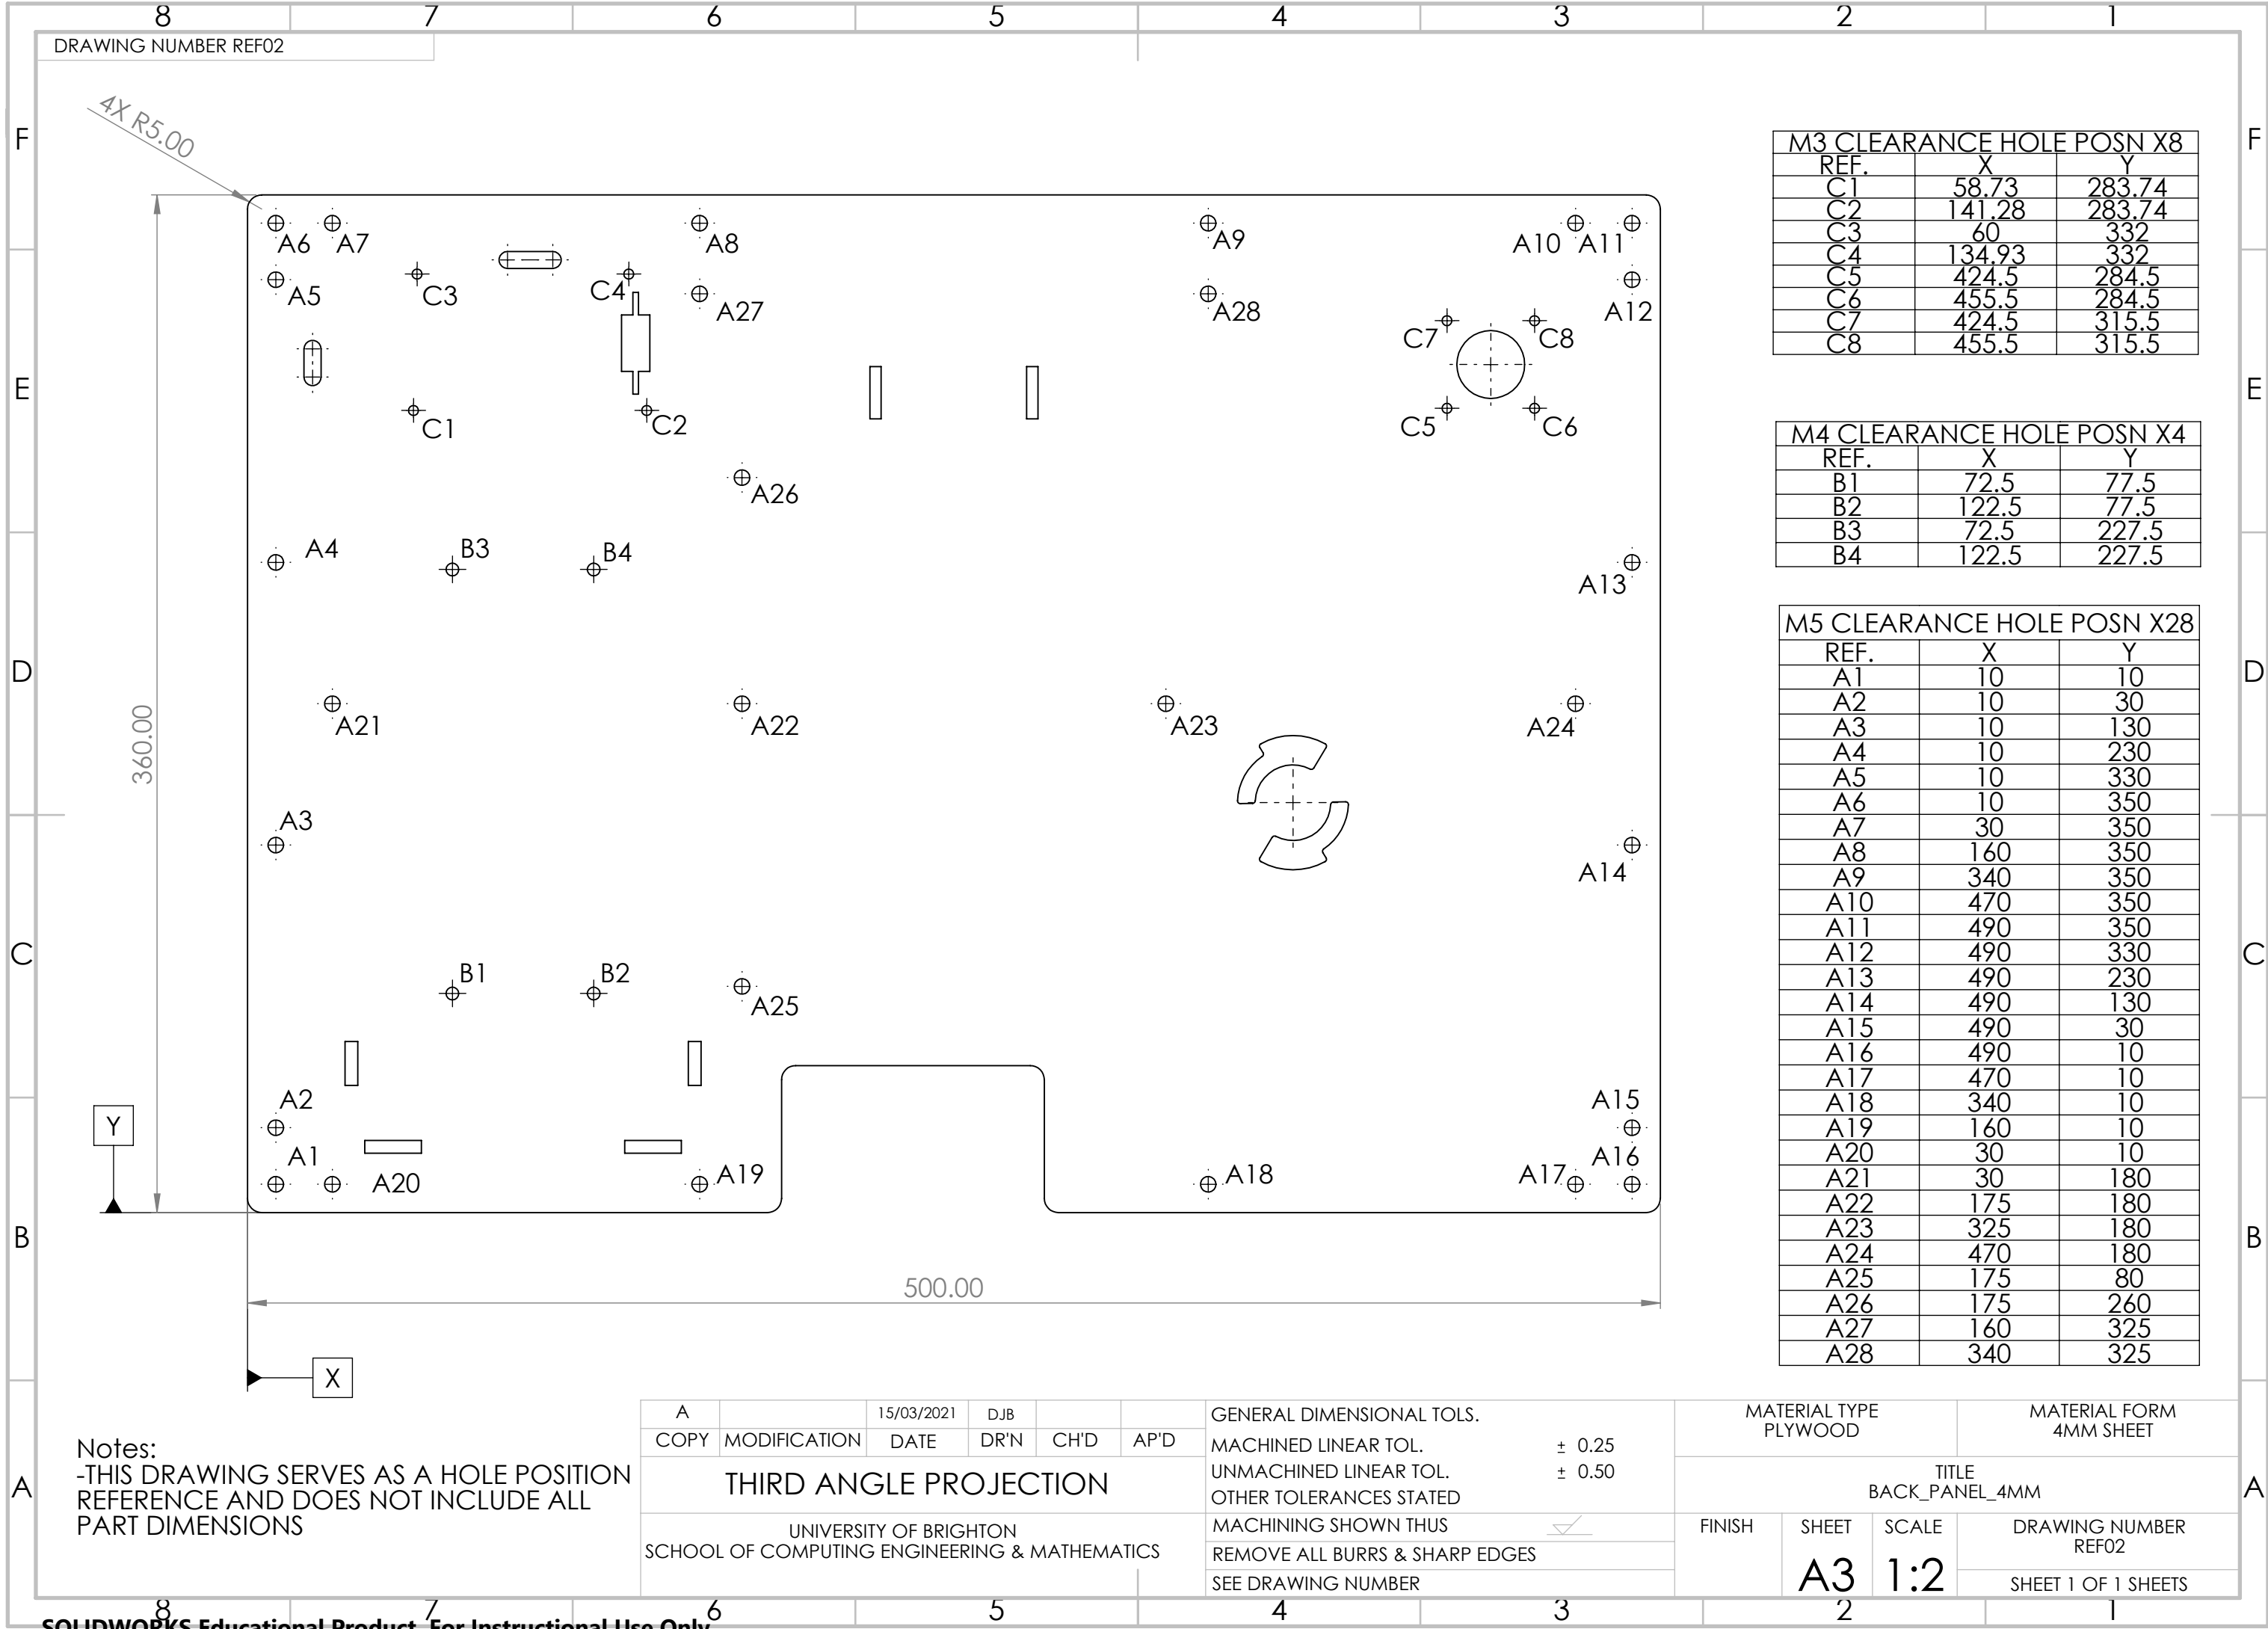 8 7 6 5 4 3 2 1
DRAWING NUMBER REF02
4X R5.00
F F
E E
D D
C C
B B
A A
A6 A7 A8 A9 A10 A11
A5 C3 C4 A27 A28 A12
C7 C8
C1 C2 C5 C6
A26
A4 B3 B4 A13
A21 A22 A23 A24
360.00
A3 A14
B1 B2 A25
A2 A15
Y
A1 A16
A20 A19 A18 A17
500.00
X
M3 CLEARANCE HOLE POSN X8
REF. X Y
C1 58.73 283.74
C2 141.28 283.74
C3 60 332
C4 134.93 332
C5 424.5 284.5
C6 455.5 284.5
C7 424.5 315.5
C8 455.5 315.5
M4 CLEARANCE HOLE POSN X4
REF. X Y
B1 72.5 77.5
B2 122.5 77.5
B3 72.5 227.5
B4 122.5 227.5
M5 CLEARANCE HOLE POSN X28
REF. X Y
A1 10 10
A2 10 30
A3 10 130
A4 10 230
A5 10 330
A6 10 350
A7 30 350
A8 160 350
A9 340 350
A10 470 350
A11 490 350
A12 490 330
A13 490 230
A14 490 130
A15 490 30
A16 490 10
A17 470 10
A18 340 10
A19 160 10
A20 30 10
A21 30 180
A22 175 180
A23 325 180
A24 470 180
A25 175 80
A26 175 260
A27 160 325
A28 340 325
Notes:
-THIS DRAWING SERVES AS A HOLE POSITION
REFERENCE AND DOES NOT INCLUDE ALL
PART DIMENSIONS
A 15/03/2021 DJB
COPY MODIFICATION DATE DR'N CH'D AP'D
THIRD ANGLE PROJECTION
UNIVERSITY OF BRIGHTON
SCHOOL OF COMPUTING ENGINEERING & MATHEMATICS
GENERAL DIMENSIONAL TOLS.
MACHINED LINEAR TOL. ± 0.25
UNMACHINED LINEAR TOL. ± 0.50
OTHER TOLERANCES STATED
MACHINING SHOWN THUS
REMOVE ALL BURRS & SHARP EDGES
SEE DRAWING NUMBER
MATERIAL TYPE
PLYWOOD
MATERIAL FORM
4MM SHEET
TITLE
BACK_PANEL_4MM
FINISH
SHEET
A3
SCALE
1:2
DRAWING NUMBER
REF02
SHEET 1 OF 1 SHEETS
8 7 6 5 4 3 2 1
SOLIDWORKS Educational Product. For Instructional Use Only.